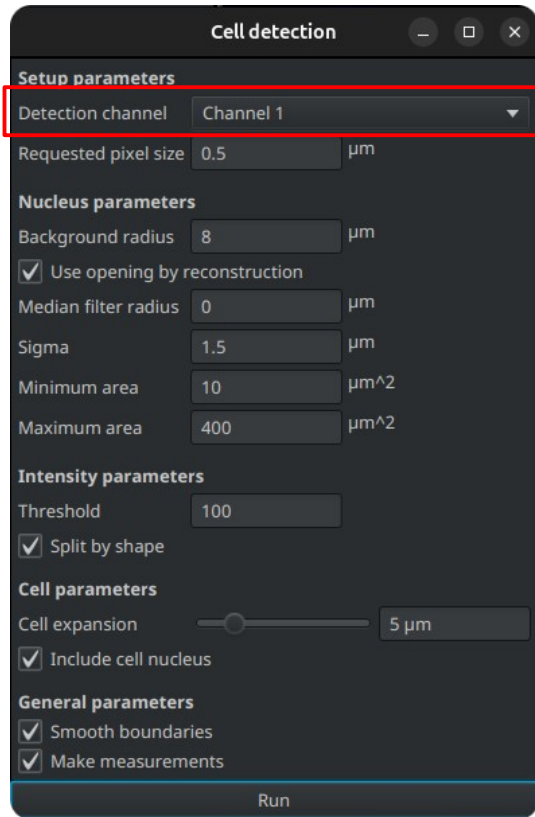 Cell detection
Setup parameters
Detection channel Channel 1
Requested pixel size 0.5 µm
Nucleus parameters
Background radius 8 µm
Use opening by reconstruction
Median filter radius 0 µm
Sigma 1.5 µm
Minimum area 10 µm^2
Maximum area 400 µm^2
Intensity parameters
Threshold 100
Split by shape
Cell parameters
Cell expansion 5 µm
Include cell nucleus
General parameters
Smooth boundaries
Make measurements
Run